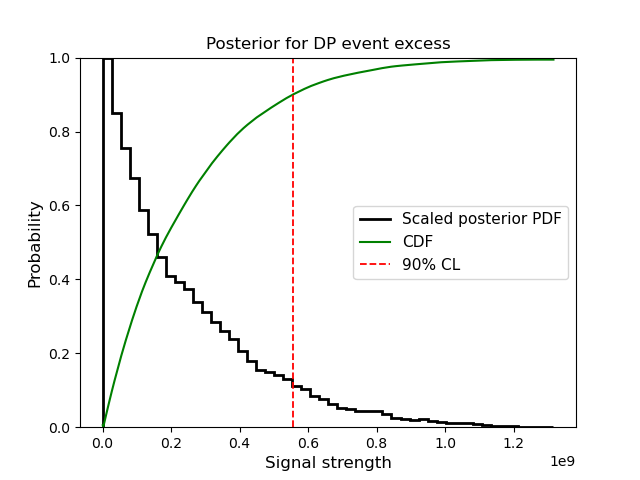 Posterior for DP event excess
Probability
1.0
0.8
0.6
0.4
0.2
0.0
Scaled posterior PDF
CDF
90% CL
0.0 0.2 0.4 0.6 0.8 1.0 1.2
1e9
Signal strength